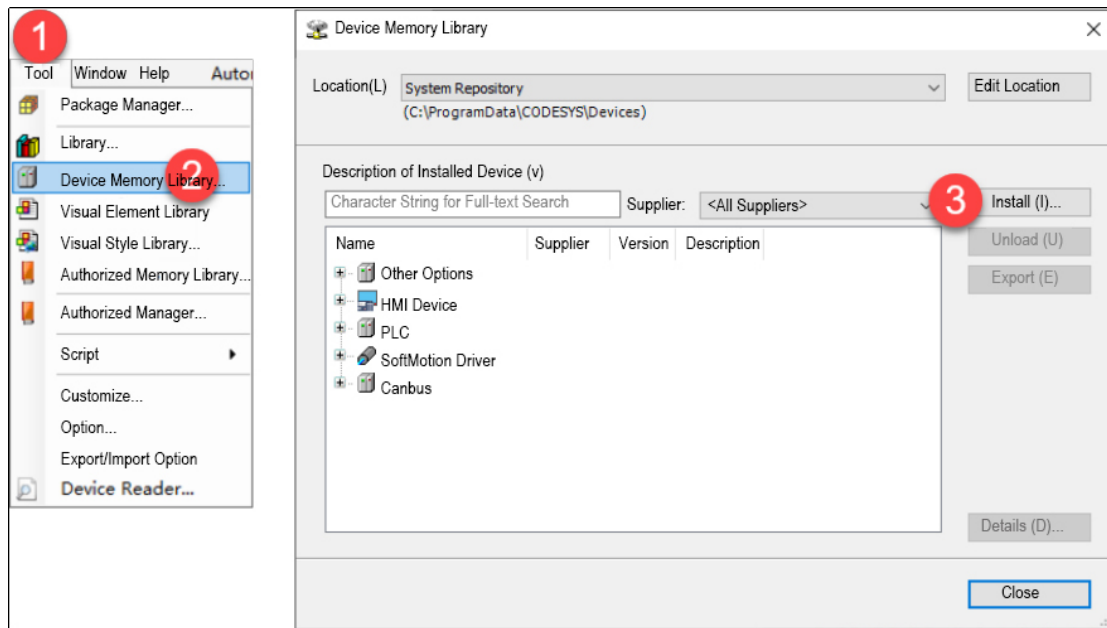 1
Tool Window Help Autor
Package Manager...
Library...
Device Memory Library...
2
Visual Element Library
Visual Style Library...
Authorized Memory Library...
Authorized Manager...
Script
Customize...
Option...
Export/Import Option
Device Reader...
Device Memory Library
Location(L) System Repository Edit Location
(C:\ProgramData\CODESYS\Devices)
Description of Installed Device (v)
Character String for Full-text Search Supplier: <All Suppliers> 3 Install (I)...
Unload (U)
Export (E)
Name Supplier Version Description
Other Options
HMI Device
PLC
SoftMotion Driver
Canbus
Details (D)...
Close